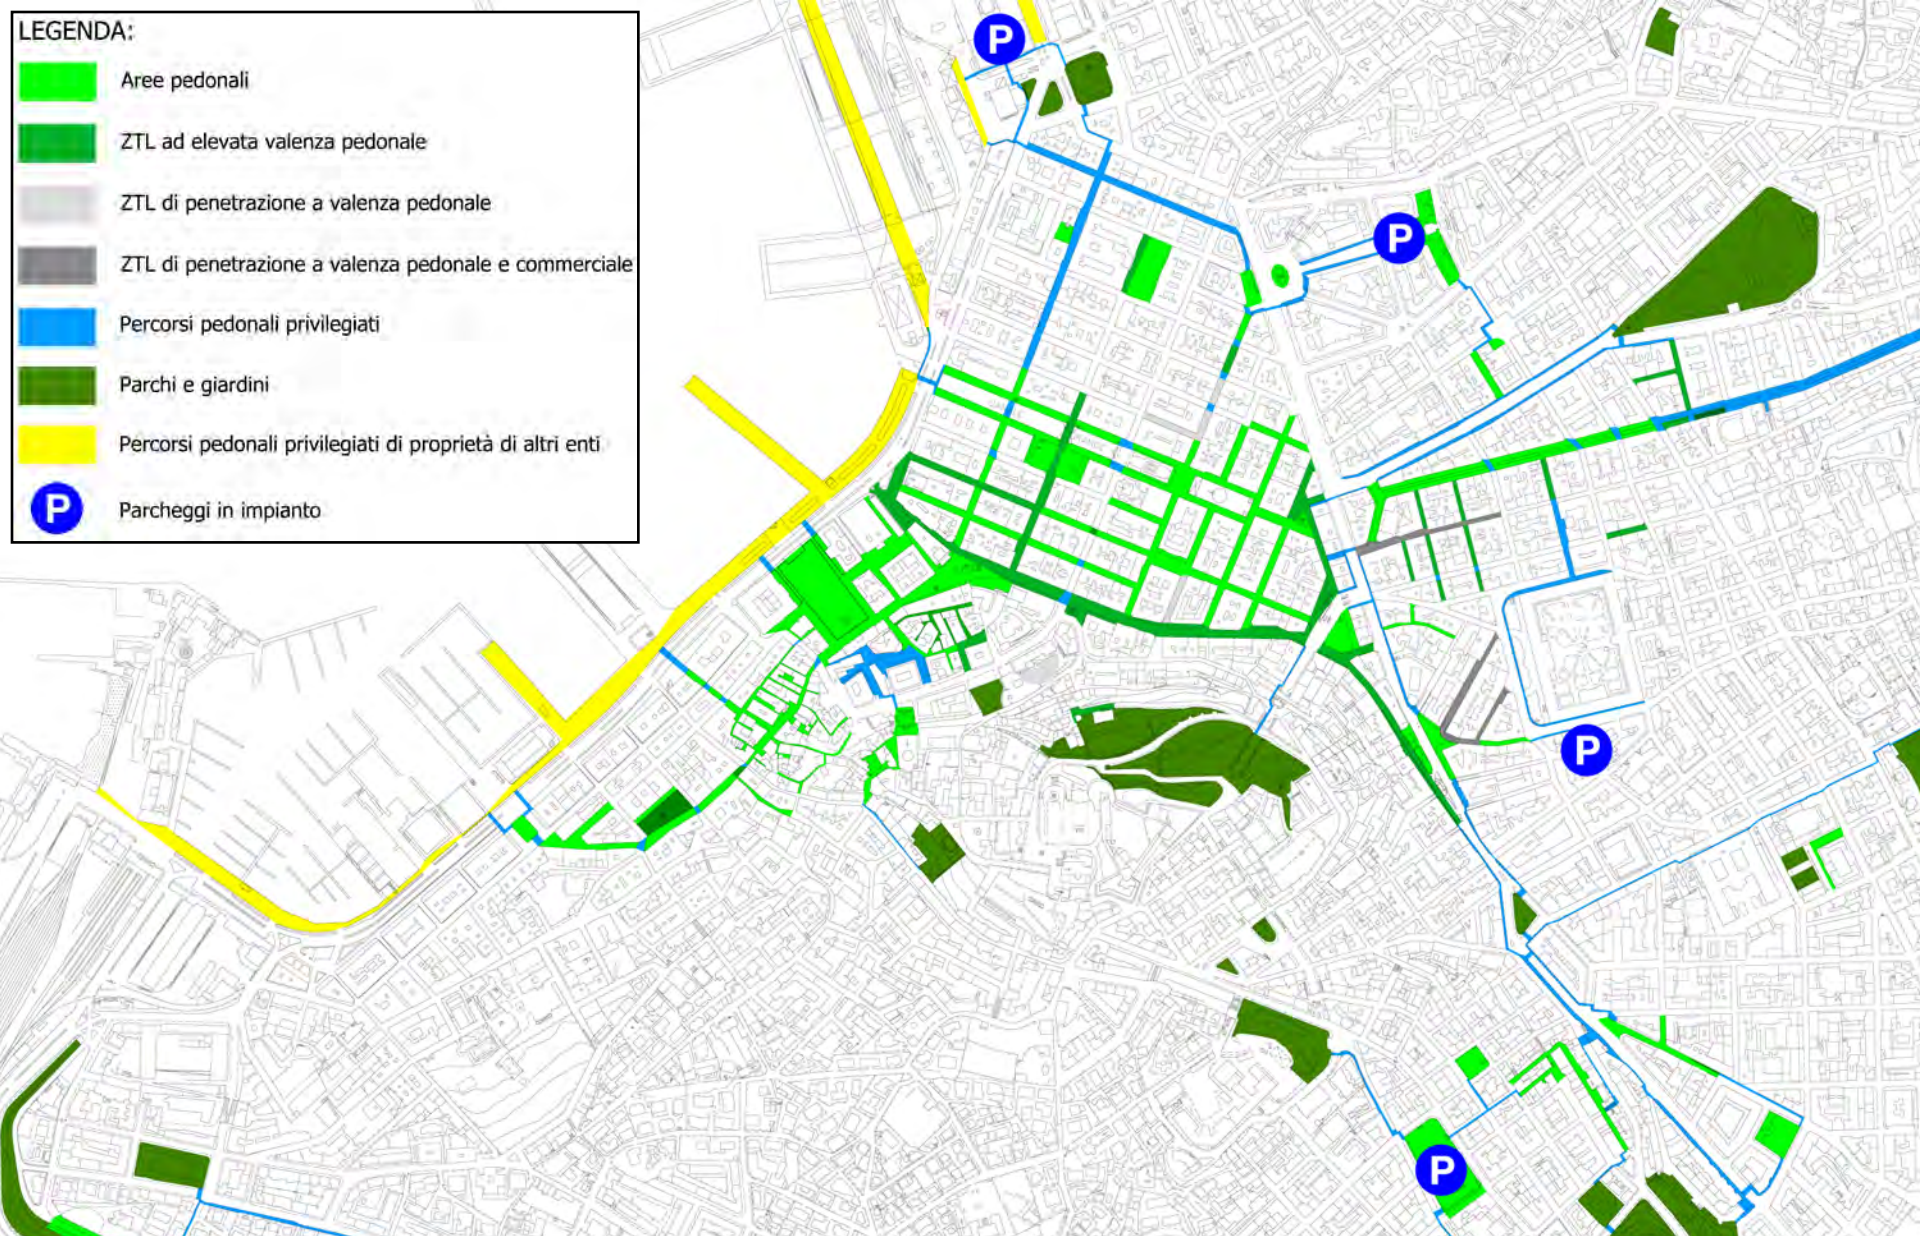 LEGENDA:
Aree pedonali
ZTL ad elevata valenza pedonale
ZTL di penetrazione a valenza pedonale
ZTL di penetrazione a valenza pedonale e commerciale
Percorsi pedonali privilegiati
Parchi e giardini
Percorsi pedonali privilegiati di proprietà di altri enti
P Parcheggi in impianto
P
P
P
P